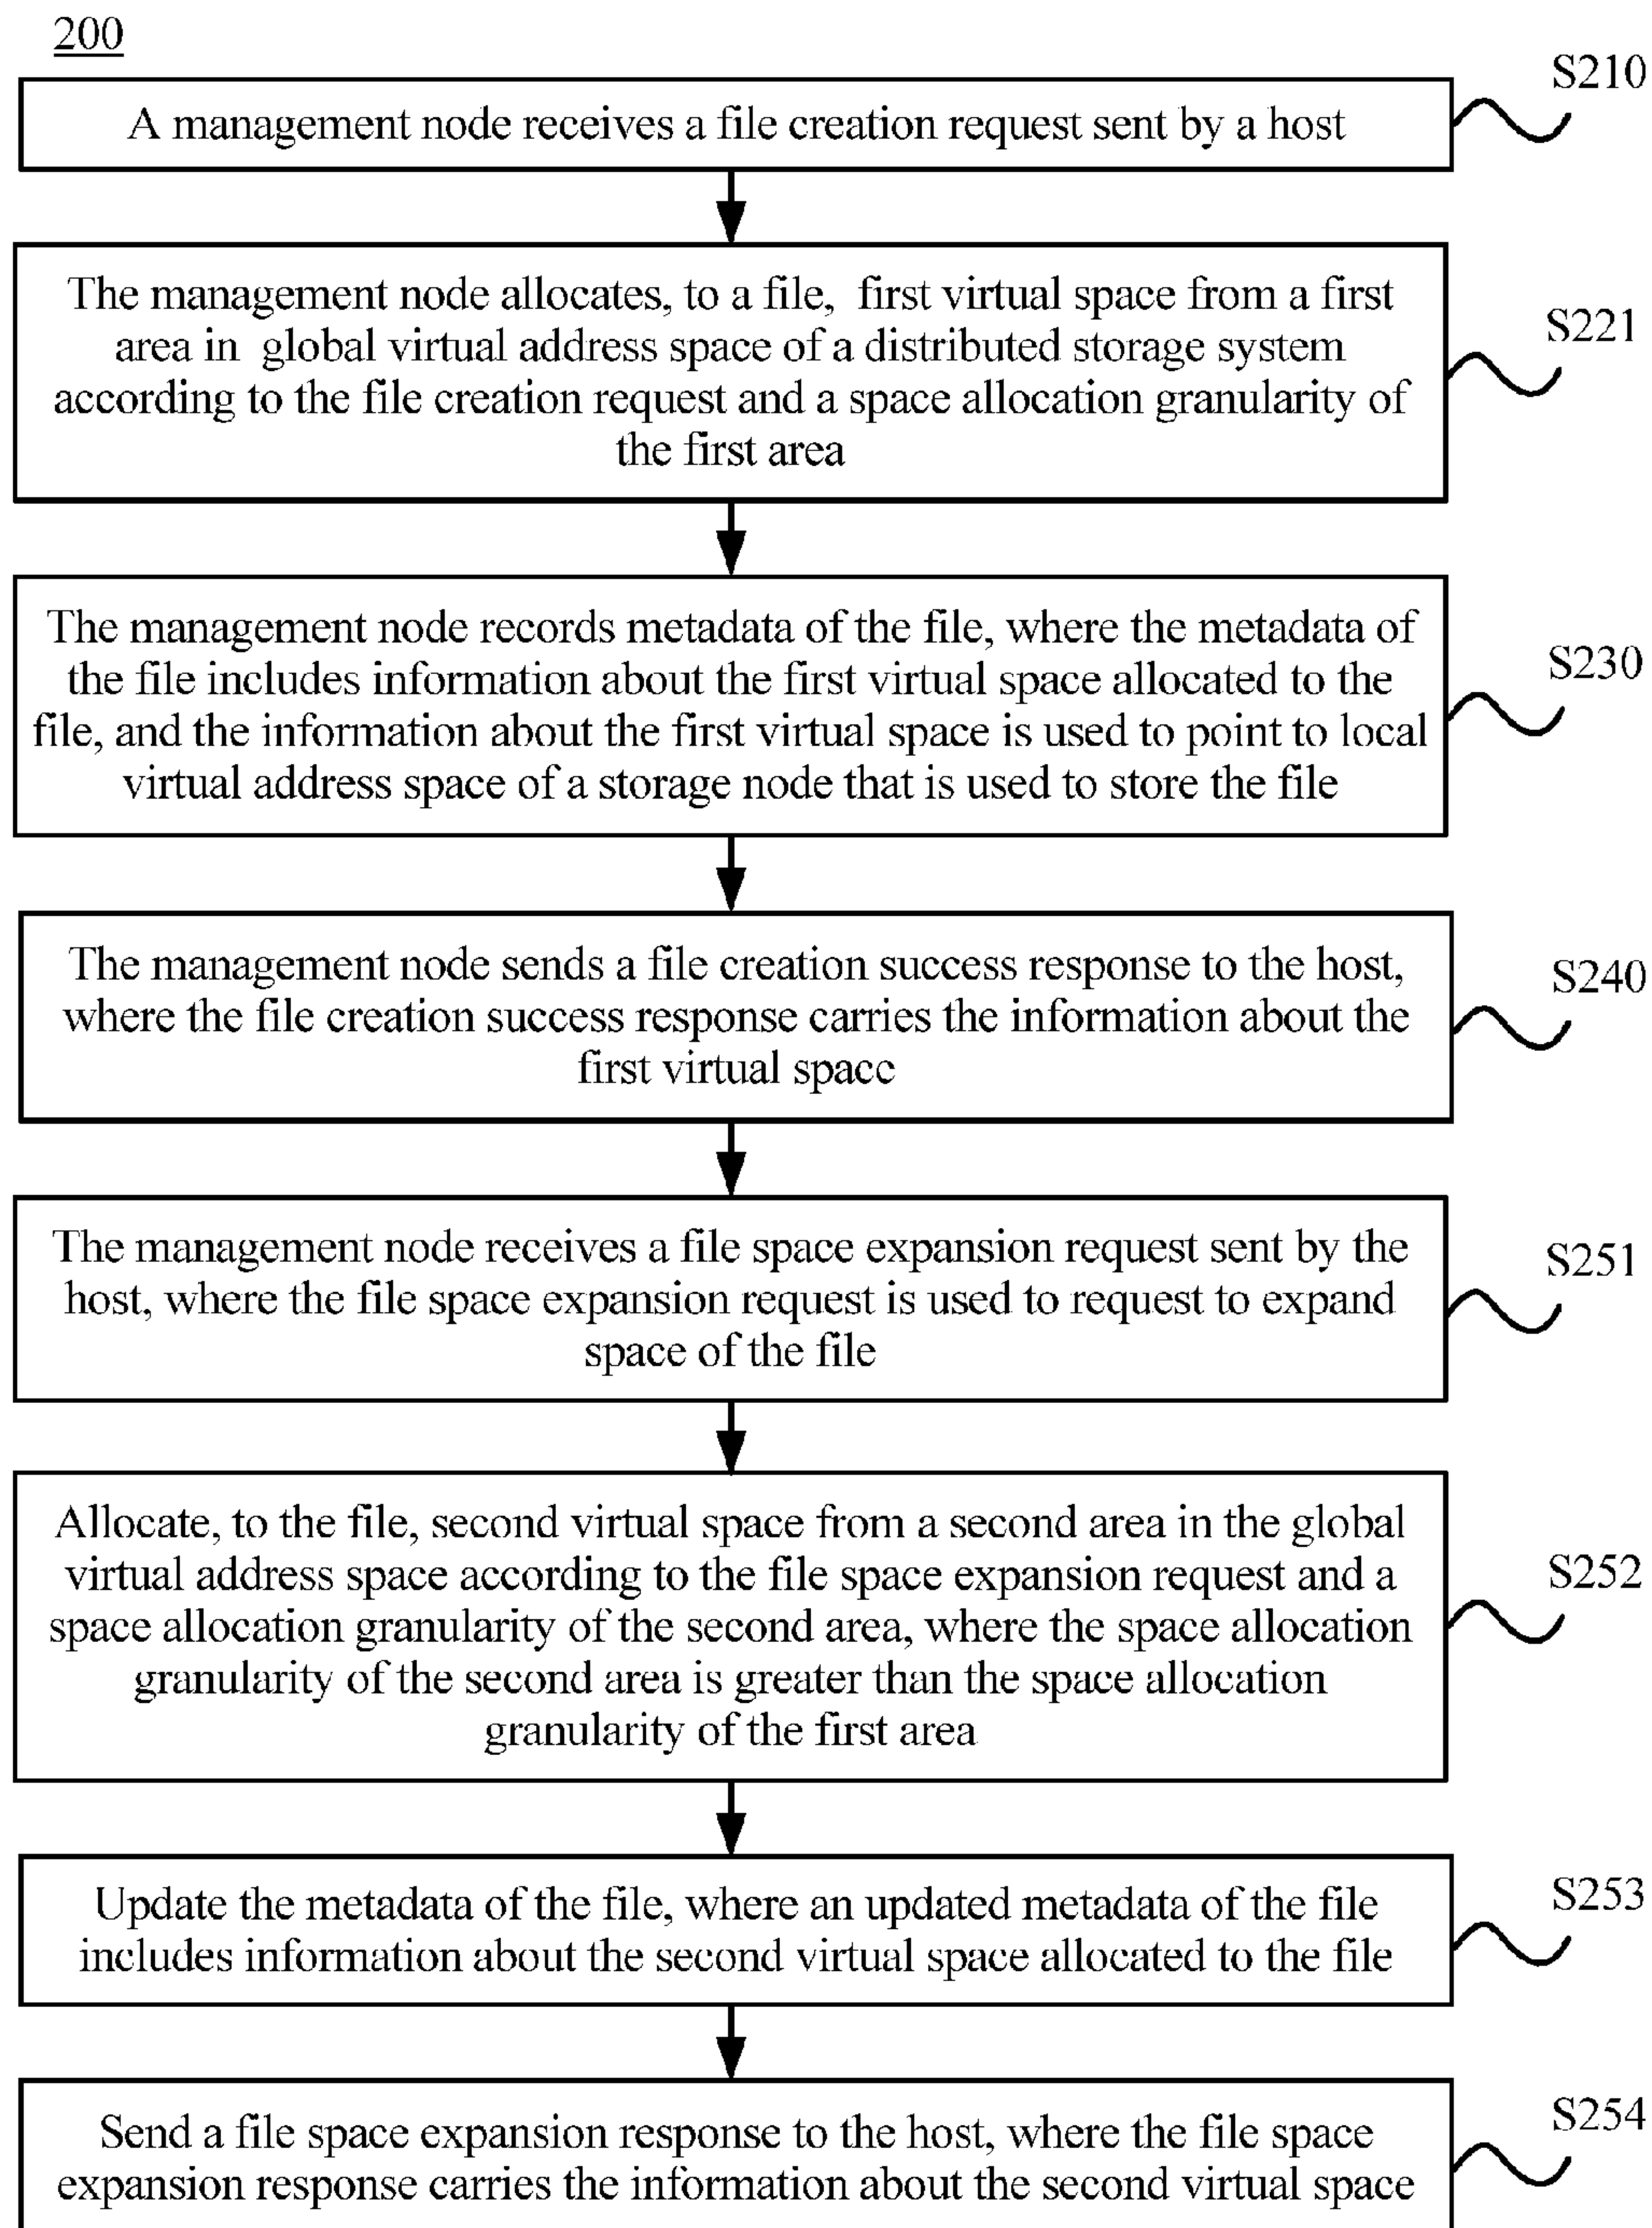 200
S210
A management node receives a file creation request sent by a host
The management node allocates, to a file, first virtual space from a first
area in global virtual address space of a distributed storage system
according to the file creation request and a space allocation granularity of
the first area
S221
The management node records metadata of the file, where the metadata of
the file includes information about the first virtual space allocated to the
file, and the information about the first virtual space is used to point to local
virtual address space of a storage node that is used to store the file
S230
The management node sends a file creation success response to the host,
where the file creation success response carries the information about the
first virtual space
S240
The management node receives a file space expansion request sent by the
host, where the file space expansion request is used to request to expand
space of the file
S251
Allocate, to the file, second virtual space from a second area in the global
virtual address space according to the file space expansion request and a
space allocation granularity of the second area, where the space allocation
granularity of the second area is greater than the space allocation
granularity of the first area
S252
Update the metadata of the file, where an updated metadata of the file
includes information about the second virtual space allocated to the file
S253
Send a file space expansion response to the host, where the file space
expansion response carries the information about the second virtual space
S254